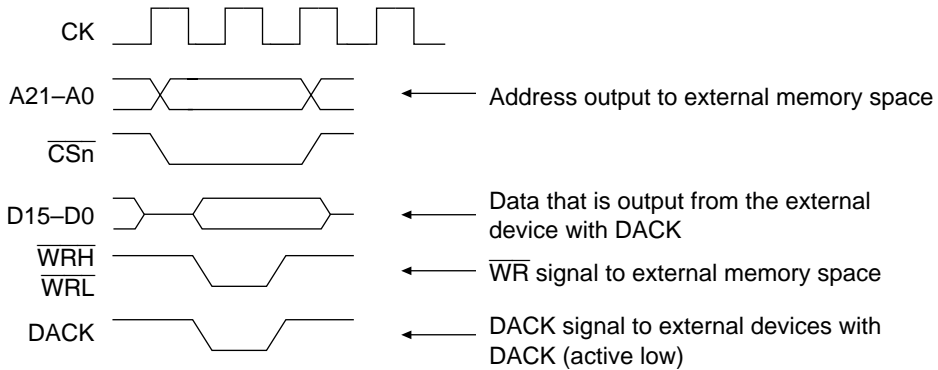 CK
A21–A0
Address output to external memory space
CSn
D15–D0
Data that is output from the external
device with DACK
WRH
WRL
WR signal to external memory space
DACK
DACK signal to external devices with
DACK (active low)